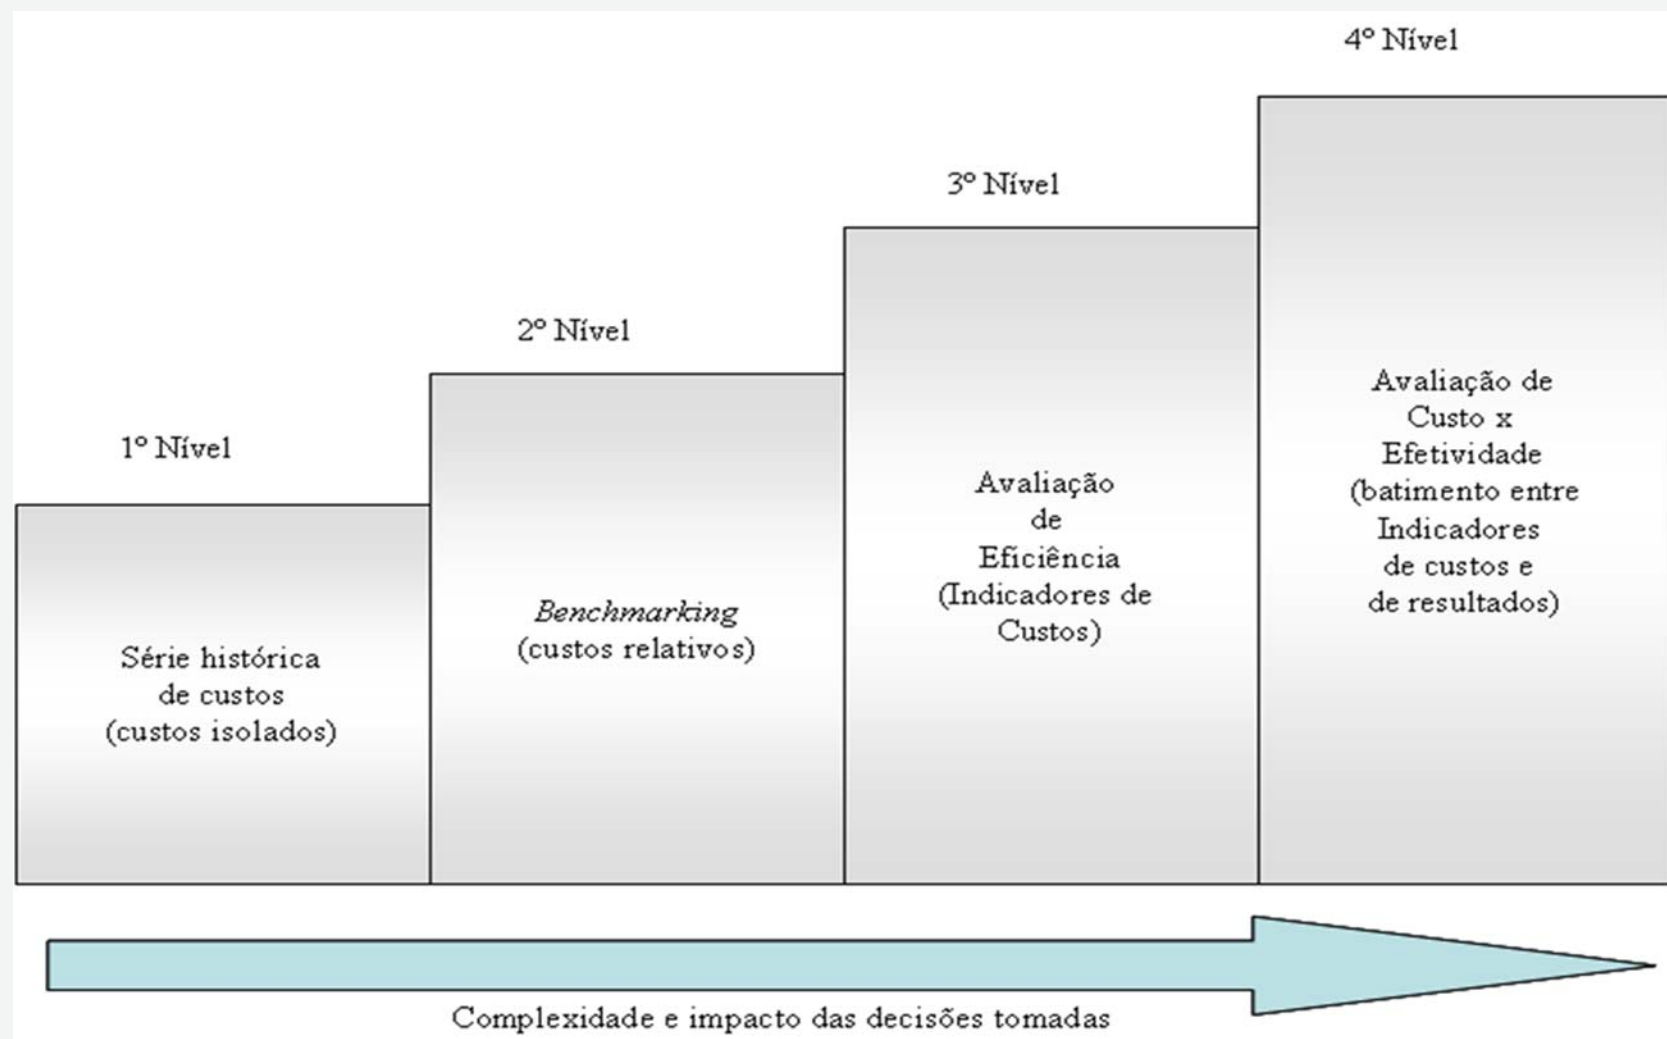 1º Nível
Série histórica
de custos
(custos isolados)
2º Nível
Benchmarking
(custos relativos)
3º Nível
Avaliação
de
Eficiência
(Indicadores de
Custos)
4º Nível
Avaliação de
Custo x
Efetividade
(batimento entre
Indicadores
de custos e
de resultados)
Complexidade e impacto das decisões tomadas